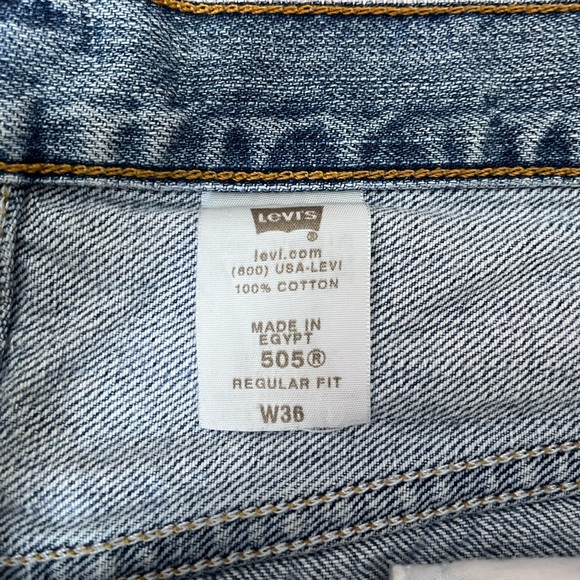 Levi's
®
levi.com
(800) USA-LEVI
100% COTTON
MADE IN
EGYPT
505®
REGULAR FIT
W36